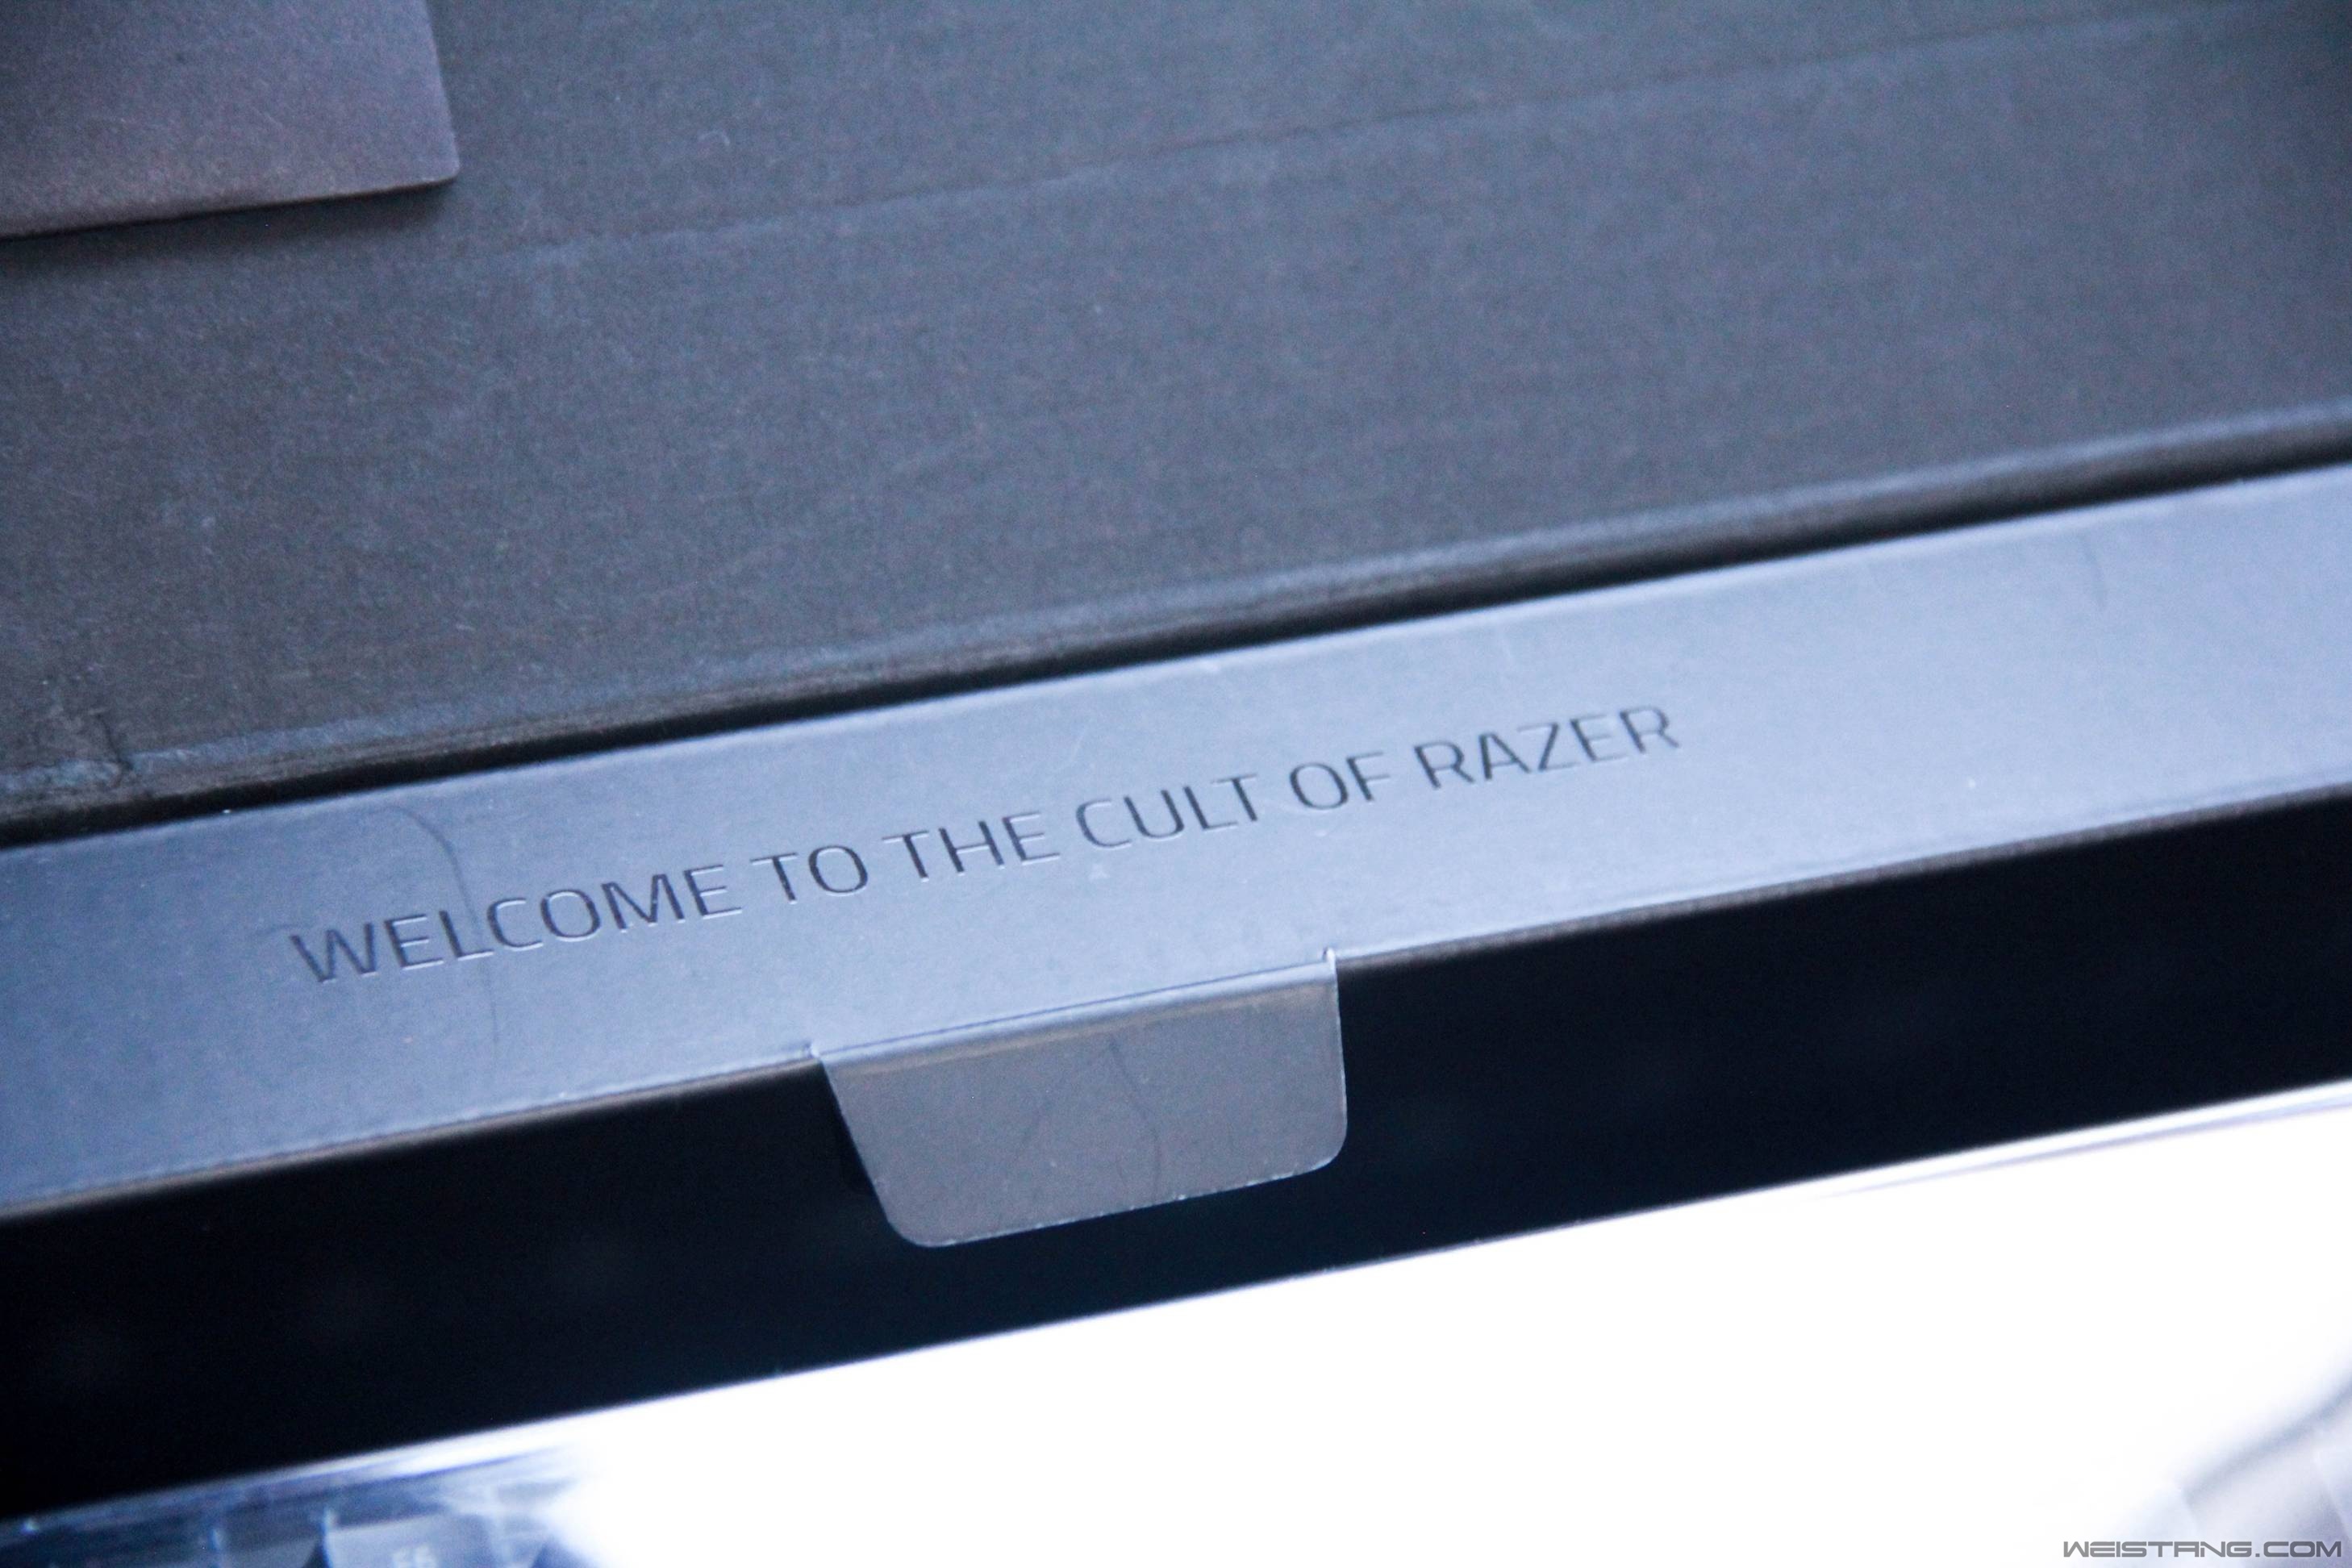 WELCOME TO THE CULT OF RAZER
WEISTANG.COM